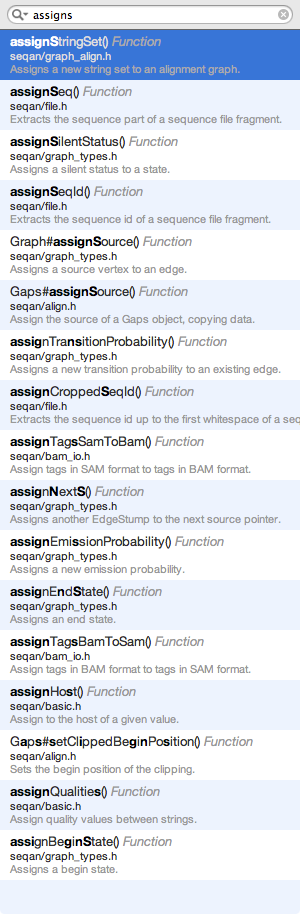 assigns
assignStringSet() Function
seqan/graph_align.h
Assigns a new string set to an alignment graph.
assignSeq() Function
seqan/file.h
Extracts the sequence part of a sequence file fragment.
assignSilentStatus() Function
seqan/graph_types.h
Assigns a silent status to a state.
assignSeqId() Function
seqan/file.h
Extracts the sequence id of a sequence file fragment.
Graph#assignSource() Function
seqan/graph_types.h
Assigns a source vertex to an edge.
Gaps#assignSource() Function
seqan/align.h
Assign the source of a Gaps object, copying data.
assignTransitionProbability() Function
seqan/graph_types.h
Assigns a new transition probability to an existing edge.
assignCroppedSeqId() Function
seqan/file.h
Extracts the sequence id up to the first whitespace of a seq
assignTagsSamToBam() Function
seqan/bam_io.h
Assign tags in SAM format to tags in BAM format.
assignNextS() Function
seqan/graph_types.h
Assigns another EdgeStump to the next source pointer.
assignEmissionProbability() Function
seqan/graph_types.h
Assigns a new emission probability.
assignEndState() Function
seqan/graph_types.h
Assigns an end state.
assignTagsBamToSam() Function
seqan/bam_io.h
Assign tags in BAM format to tags in SAM format.
assignHost() Function
seqan/basic.h
Assign to the host of a given value.
Gaps#setClippedBeginPosition() Function
seqan/align.h
Sets the begin position of the clipping.
assignQualities() Function
seqan/basic.h
Assign quality values between strings.
assignBeginState() Function
seqan/graph_types.h
Assigns a begin state.